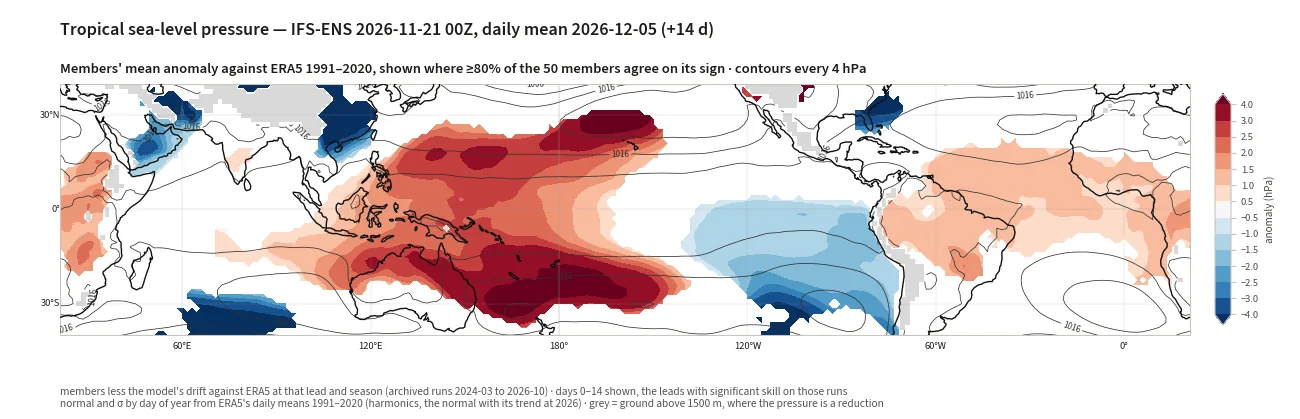 Tropical sea-level pressure — IFS-ENS 2026-11-21 00Z, daily mean 2026-12-05 (+14 d)
Members' mean anomaly against ERA5 1991–2020, shown where ≥80% of the 50 members agree on its sign · contours every 4 hPa
30°N
0°
30°S
60°E
120°E
180°
120°W
60°W
0°
1016
1016
1016
1016
1016
1016
1016
1016
1016
1016
4.0
3.0
2.5
2.0
1.5
1.0
0.5
−0.5
−1.0
−1.5
−2.0
−2.5
−3.0
−4.0
anomaly (hPa)
members less the model's drift against ERA5 at that lead and season (archived runs 2024-03 to 2026-10) · days 0–14 shown, the leads with significant skill on those runs
normal and σ by day of year from ERA5's daily means 1991–2020 (harmonics, the normal with its trend at 2026) · grey = ground above 1500 m, where the pressure is a reduction